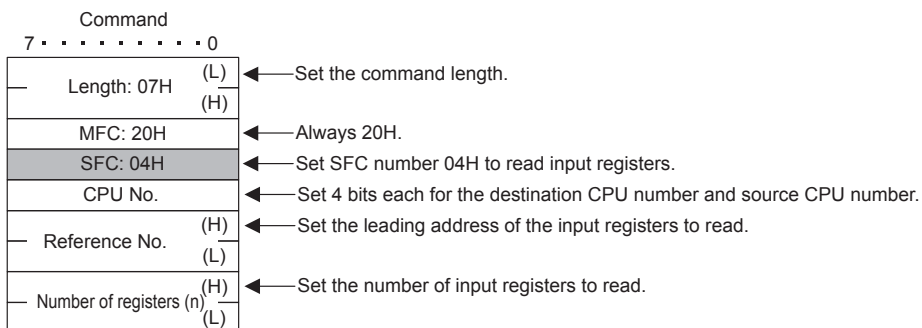 Command
7 · · · · · · · · 0
Length: 07H (L) Set the command length.
(H)
MFC: 20H Always 20H.
SFC: 04H Set SFC number 04H to read input registers.
CPU No. Set 4 bits each for the destination CPU number and source CPU number.
Reference No. (H) Set the leading address of the input registers to read.
(L)
Number of registers (n) (H) Set the number of input registers to read.
(L)